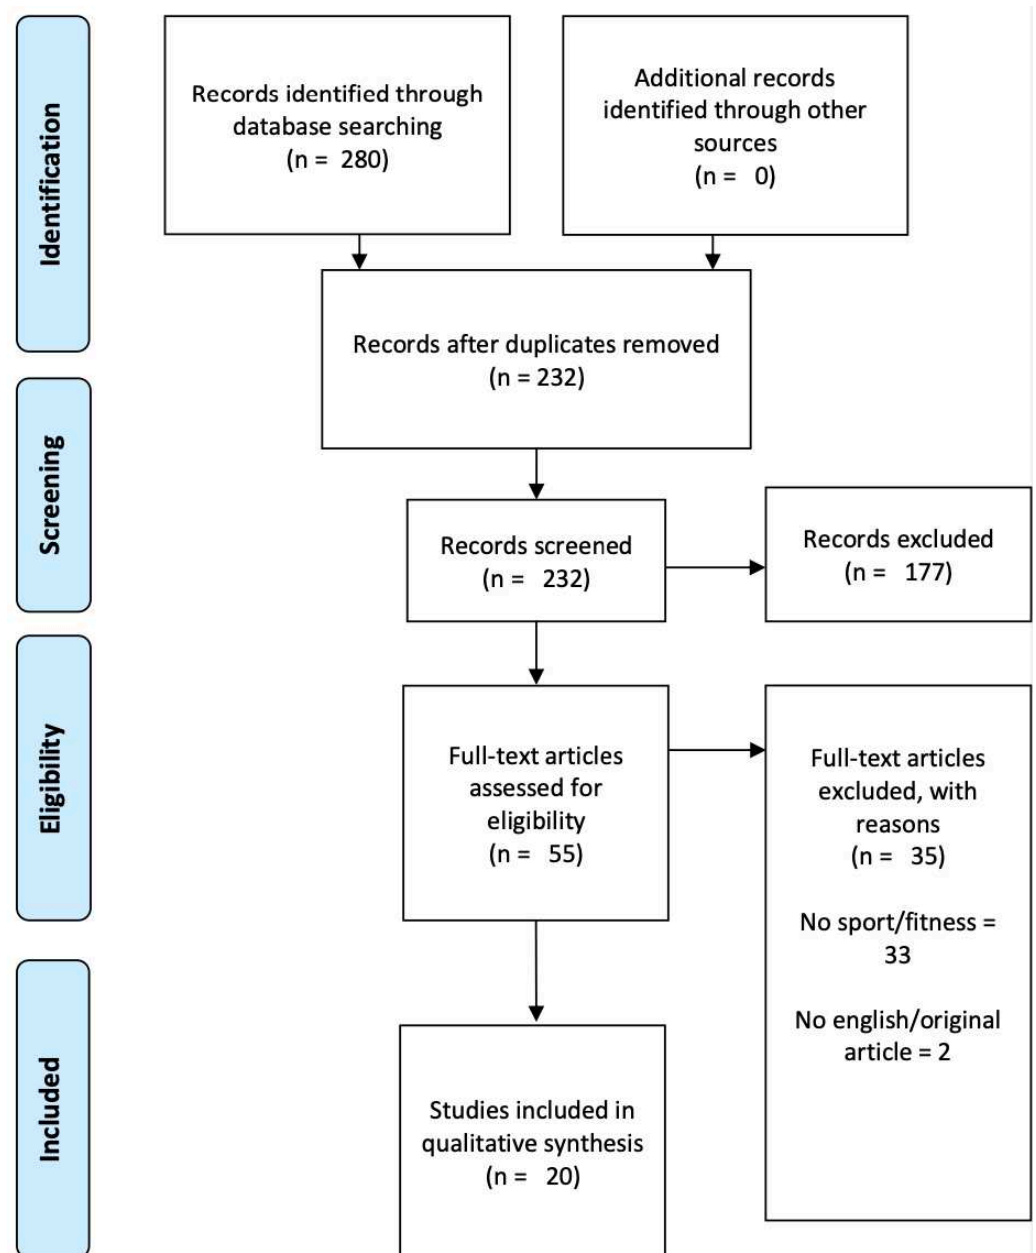 Identification
Records identified through
database searching
(n = 280)
Additional records
identified through other
sources
(n = 0)
Records after duplicates removed
(n = 232)
Screening
Records screened
(n = 232)
Records excluded
(n = 177)
Eligibility
Full-text articles
assessed for
eligibility
(n = 55)
Full-text articles
excluded, with
reasons
(n = 35)
No sport/fitness =
33
No english/original
article = 2
Included
Studies included in
qualitative synthesis
(n = 20)